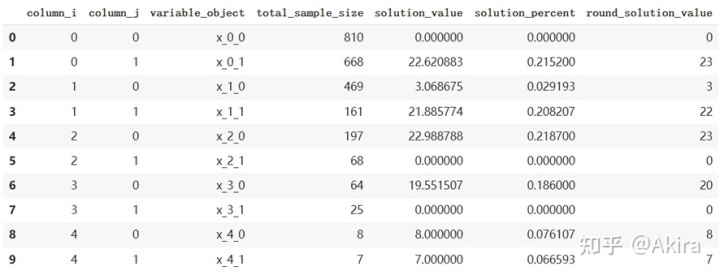 column_i column_j variable_object total_sample_size solution_value solution_percent round_solution_value
0 0 0 x_0_0 810 0.000000 0.000000 0
1 0 1 x_0_1 668 22.620883 0.215200 23
2 1 0 x_1_0 469 3.068675 0.029193 3
3 1 1 x_1_1 161 21.885774 0.208207 22
4 2 0 x_2_0 197 22.988788 0.218700 23
5 2 1 x_2_1 68 0.000000 0.000000 0
6 3 0 x_3_0 64 19.551507 0.186000 20
7 3 1 x_3_1 25 0.000000 0.000000 0
8 4 0 x_4_0 8 8.000000 0.076107 8
9 4 1 x_4_1 7 7.000000 0.066593 7
知乎 @Akira